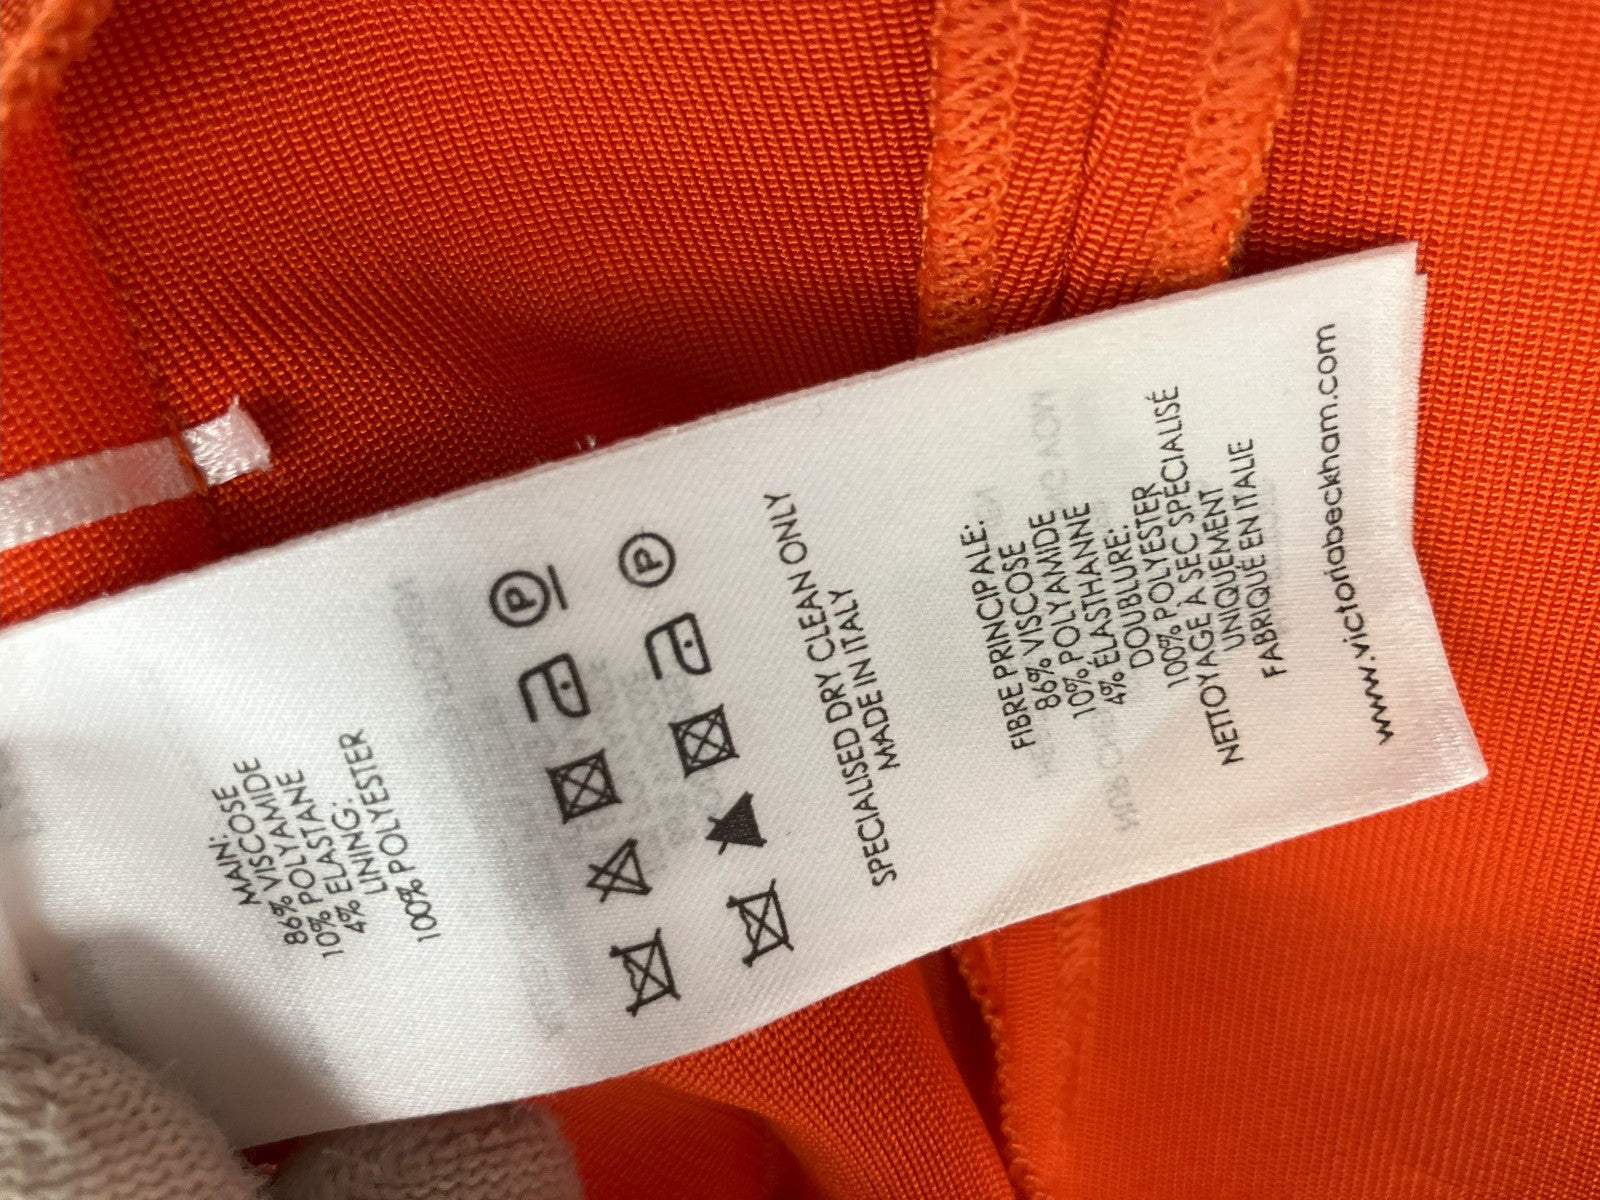 MAIN:
86% VISCOSE
10% POLYAMIDE
4% ELASTANE
LINING:
100% POLYESTER
P
P
SPECIALISED DRY CLEAN ONLY
MADE IN ITALY
FIBRE PRINCIPALE:
86% VISCOSE
10% POLYAMIDE
4% ÉLASTHANNE
DOUBLURE:
100% POLYESTER
NETTOYAGE A SEC SPÉCIALISÉ
UNIQUEMENT
FABRIQUÉ EN ITALIE
www.victoriabeckham.com